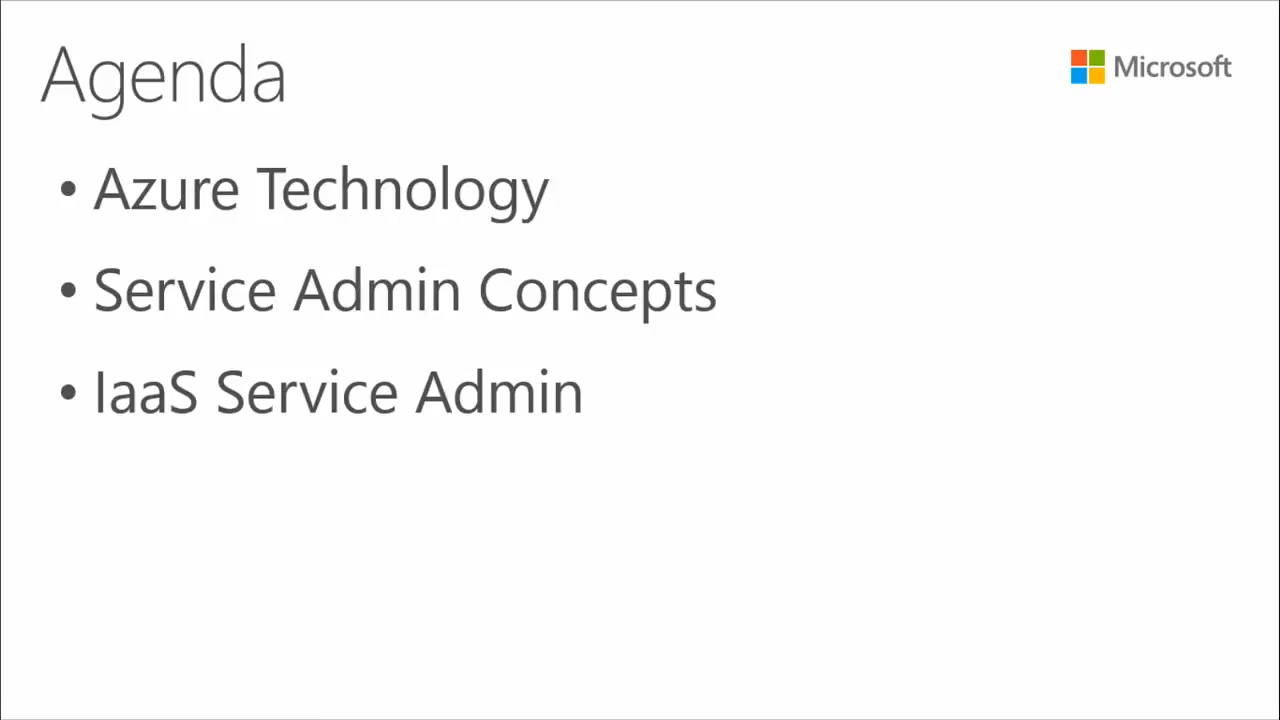 Agenda
Microsoft
• Azure Technology
• Service Admin Concepts
• IaaS Service Admin